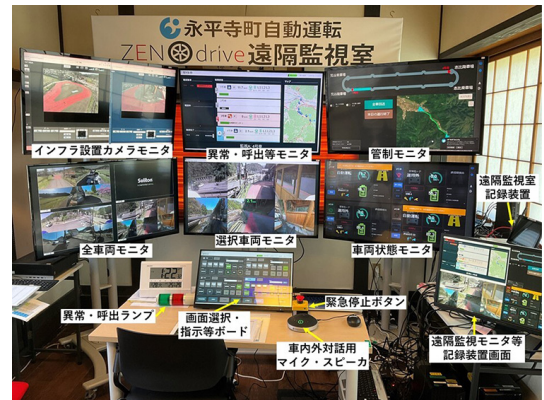 永平寺町自動運転
ZEN drive遠隔監視室
インフラ設置カメラモニタ
異常・呼出等モニタ
管制モニタ
Saliton
全車両モニタ
選択車両モニタ
車両状態モニタ
遠隔監視室
記録装置
異常・呼出ランプ
画面選択・
指示等ボード
緊急停止ボタン
車内外対話用
マイク・スピーカ
遠隔監視モニタ等
記録装置画面